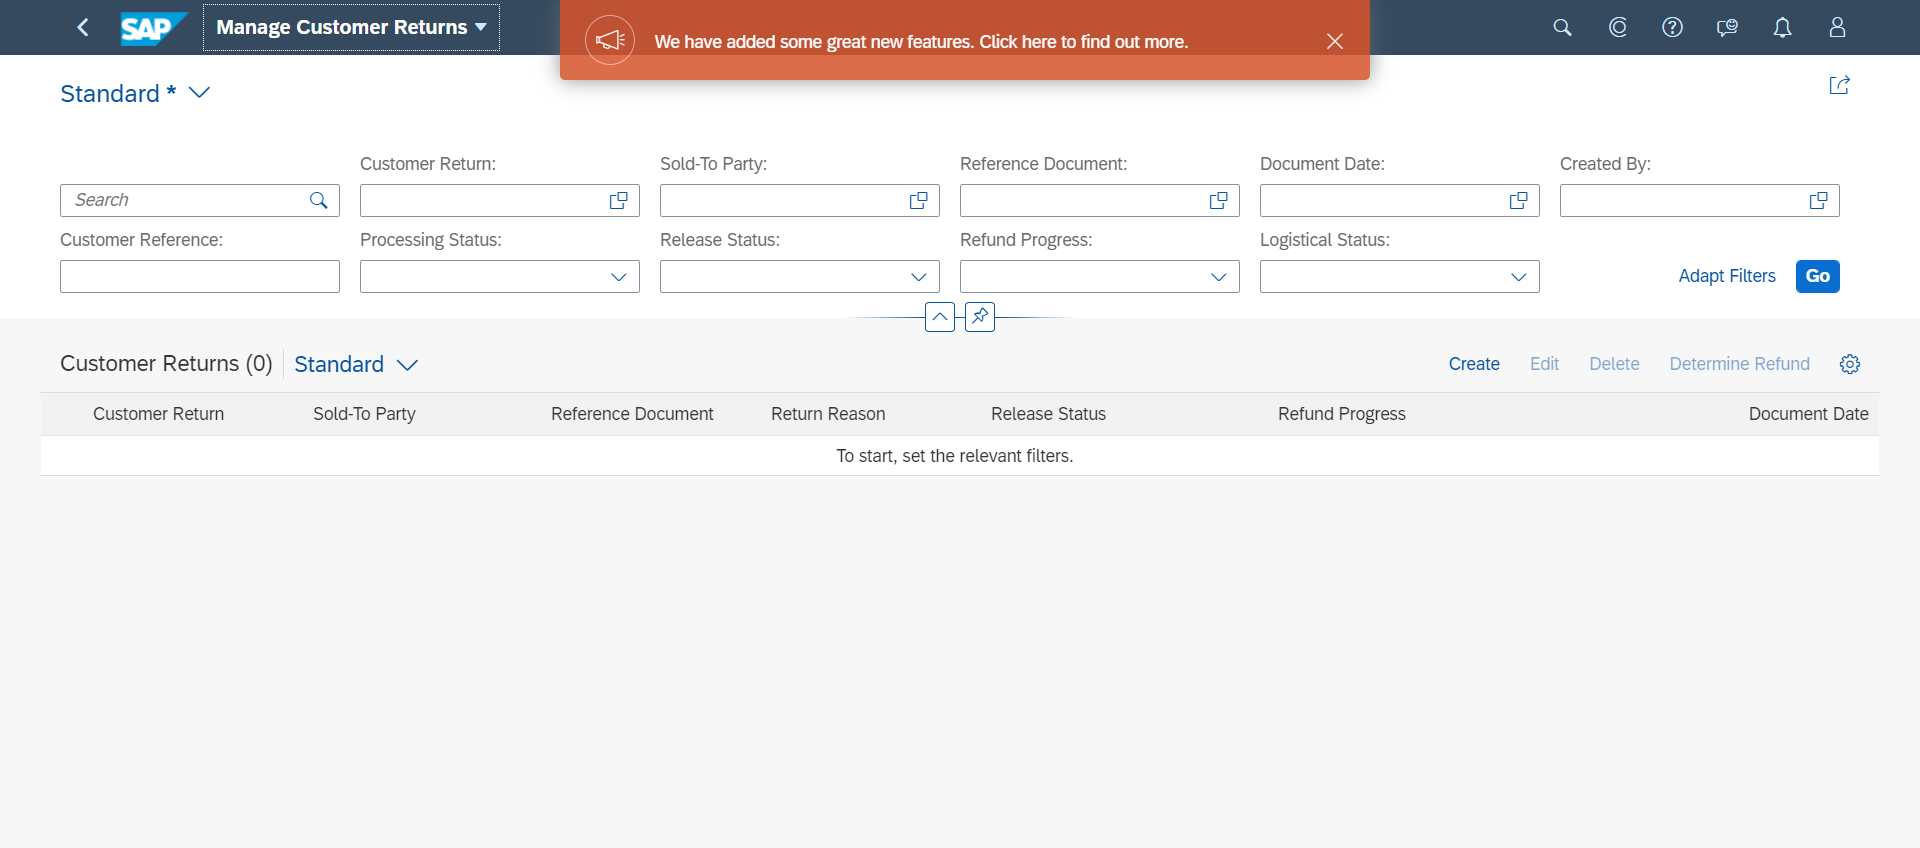 SAP Manage Customer Returns
We have added some great new features. Click here to find out more.
Standard *
Customer Return: Sold-To Party: Reference Document: Document Date: Created By:
Search
Customer Reference: Processing Status: Release Status: Refund Progress: Logistical Status:
Adapt Filters Go
Customer Returns (0) Standard Create Edit Delete Determine Refund
Customer Return Sold-To Party Reference Document Return Reason Release Status Refund Progress Document Date
To start, set the relevant filters.